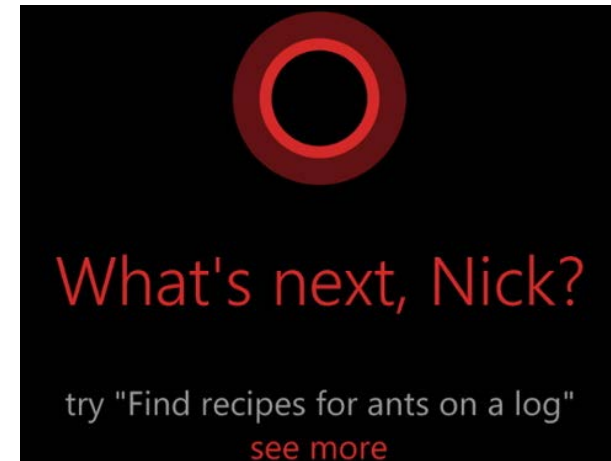 What's next, Nick?
try "Find recipes for ants on a log"
see more